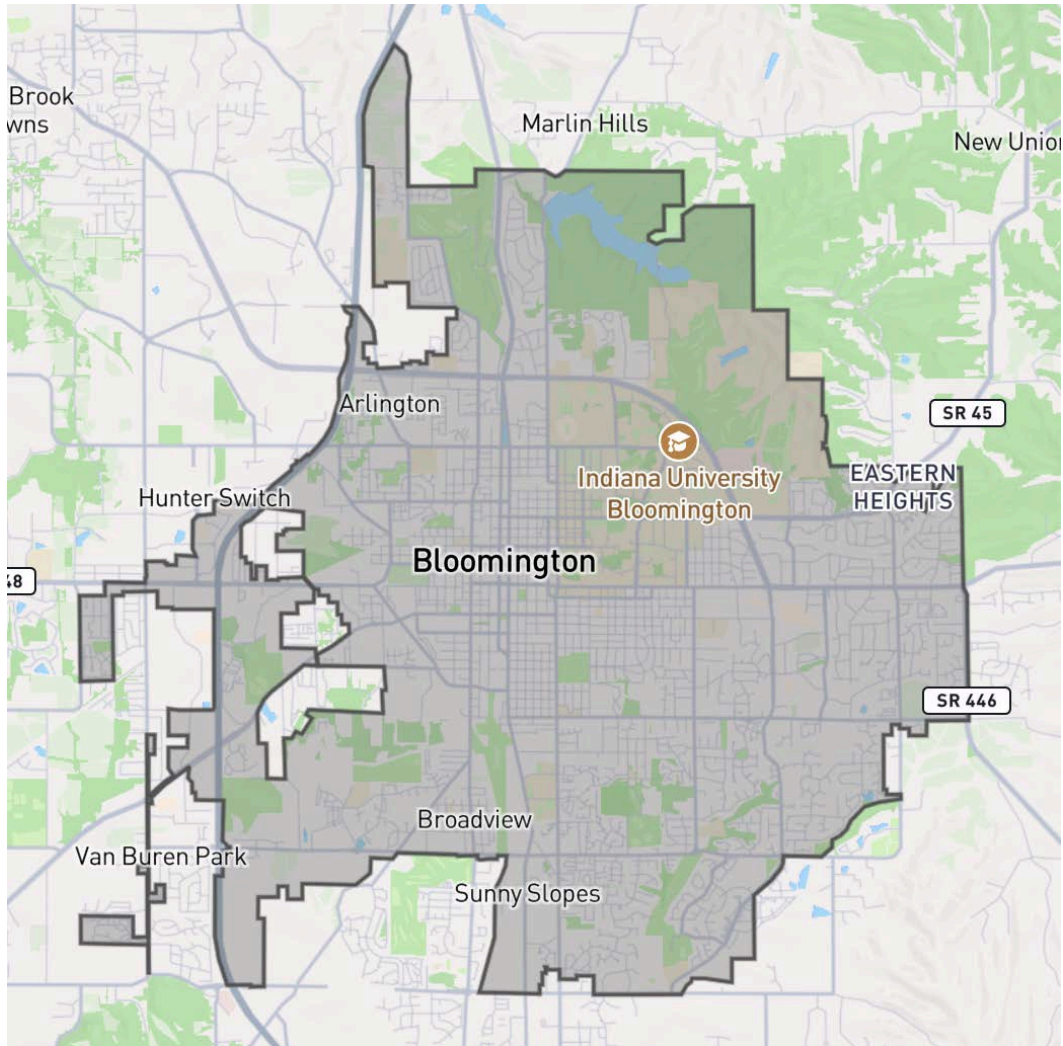 Brook
wns
Marlin Hills
New Union
SR 45
Arlington
Indiana University
Bloomington
EASTERN
HEIGHTS
Hunter Switch
Bloomington
48
SR 446
Broadview
Van Buren Park
Sunny Slopes